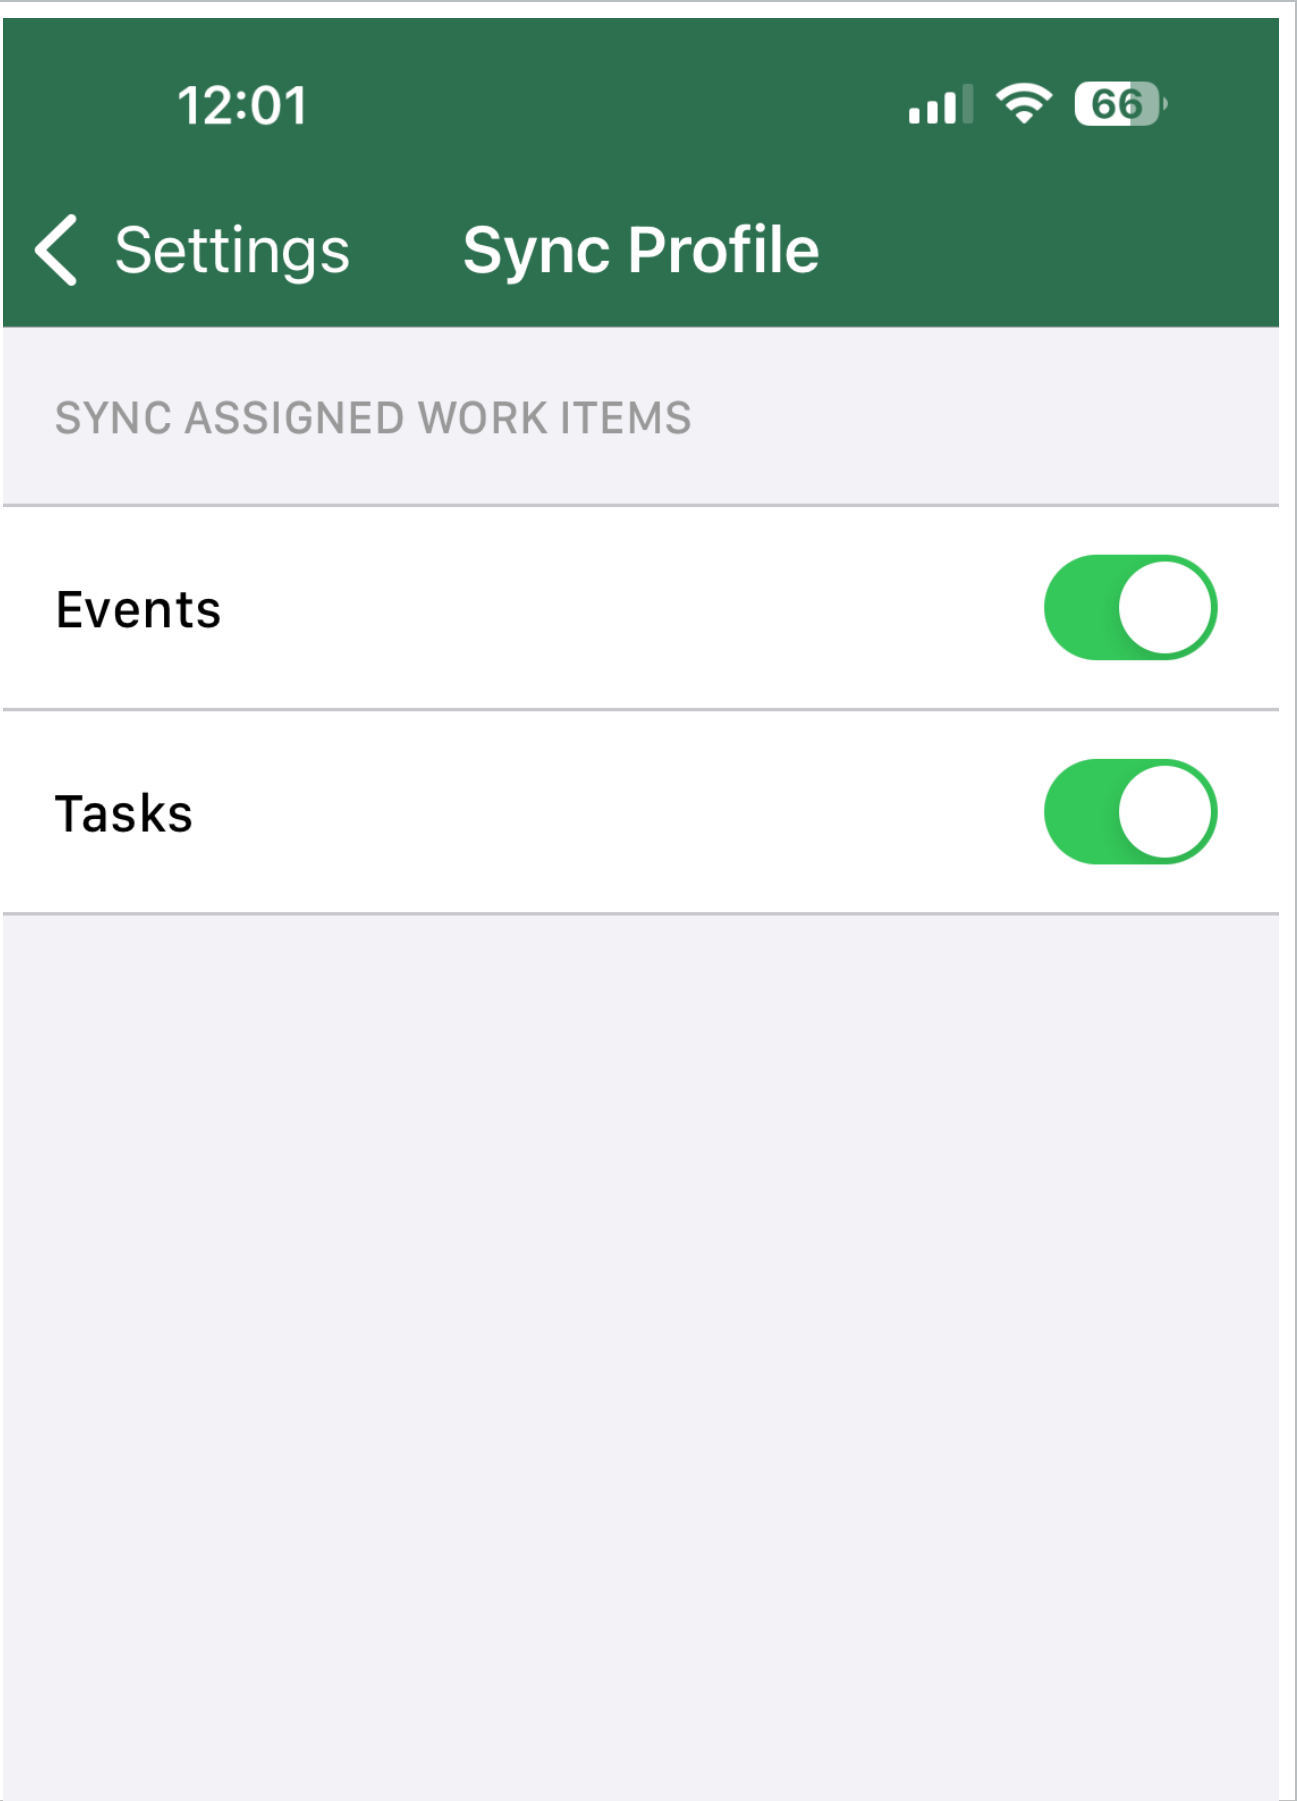 12:01
66
Settings
Sync Profile
SYNC ASSIGNED WORK ITEMS
Events
Tasks